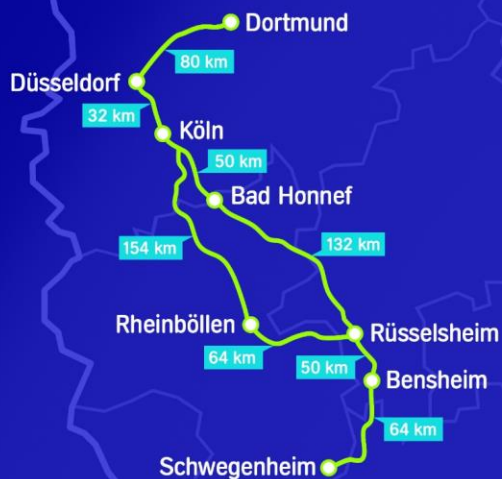 Dortmund
80 km
Düsseldorf
32 km
Köln
50 km
Bad Honnef
154 km
132 km
Rheinböllen
Rüsselsheim
64 km
50 km
Bensheim
64 km
Schwegenheim